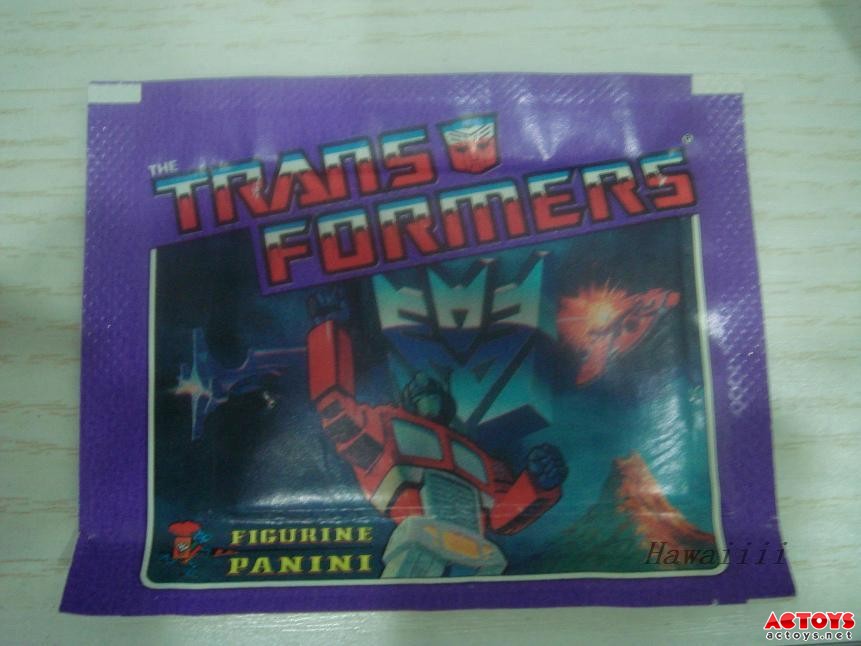 THE
TRANS
FORMERS®
FIGURINE
PANINI
Hawaiiii
ACTOYS
actoys.net